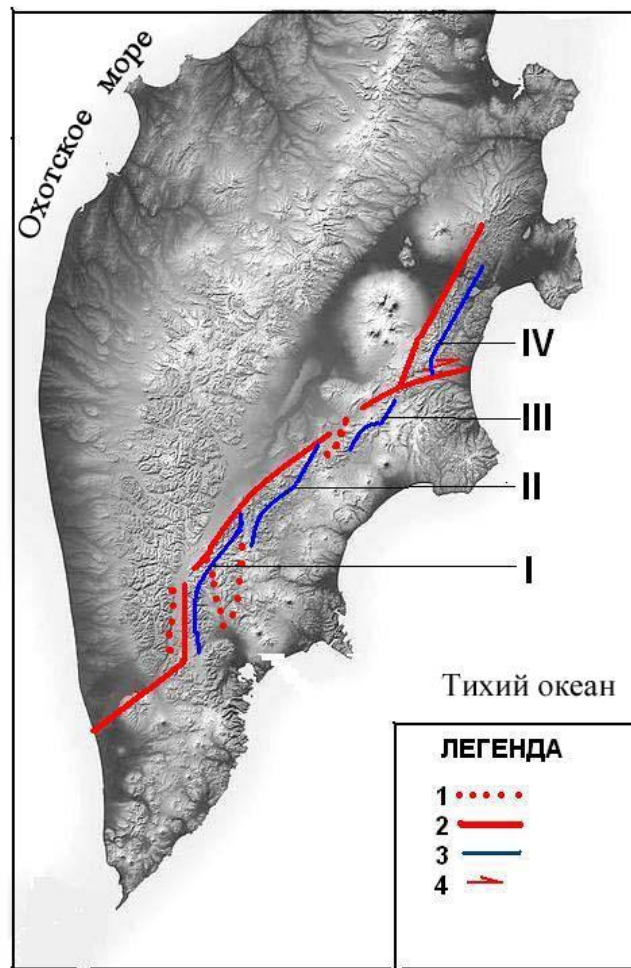 Охотское море
IV
III
II
I
Тихий океан
ЛЕГЕНДА
1
2
3
4